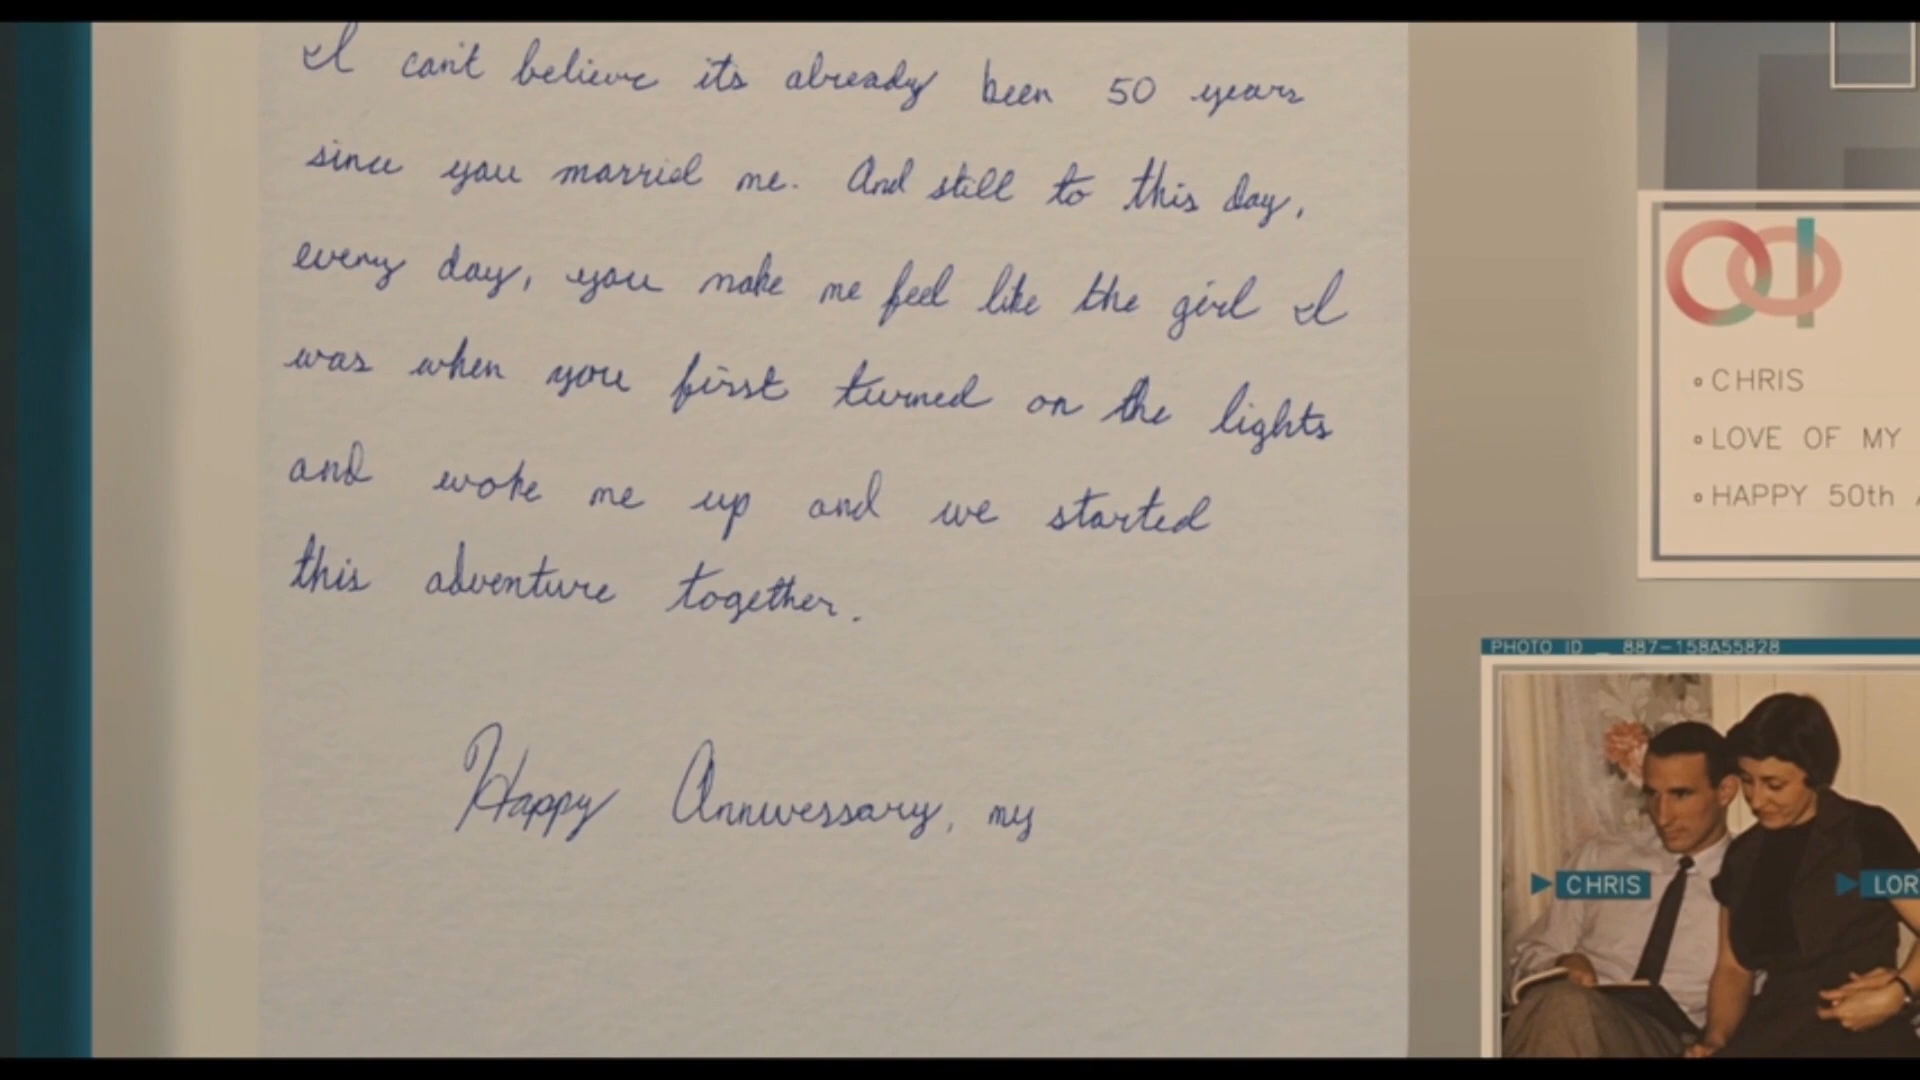 I can't believe its already been 50 years
since you married me. And still to this day,
every day, you make me feel like the girl I
was when you first turned on the lights
and woke me up and we started
this adventure together.
Happy Anniverssary, my
CHRIS
LOVE OF MY
HAPPY 50th
PHOTO ID _ 887-158A55828
CHRIS
LOR